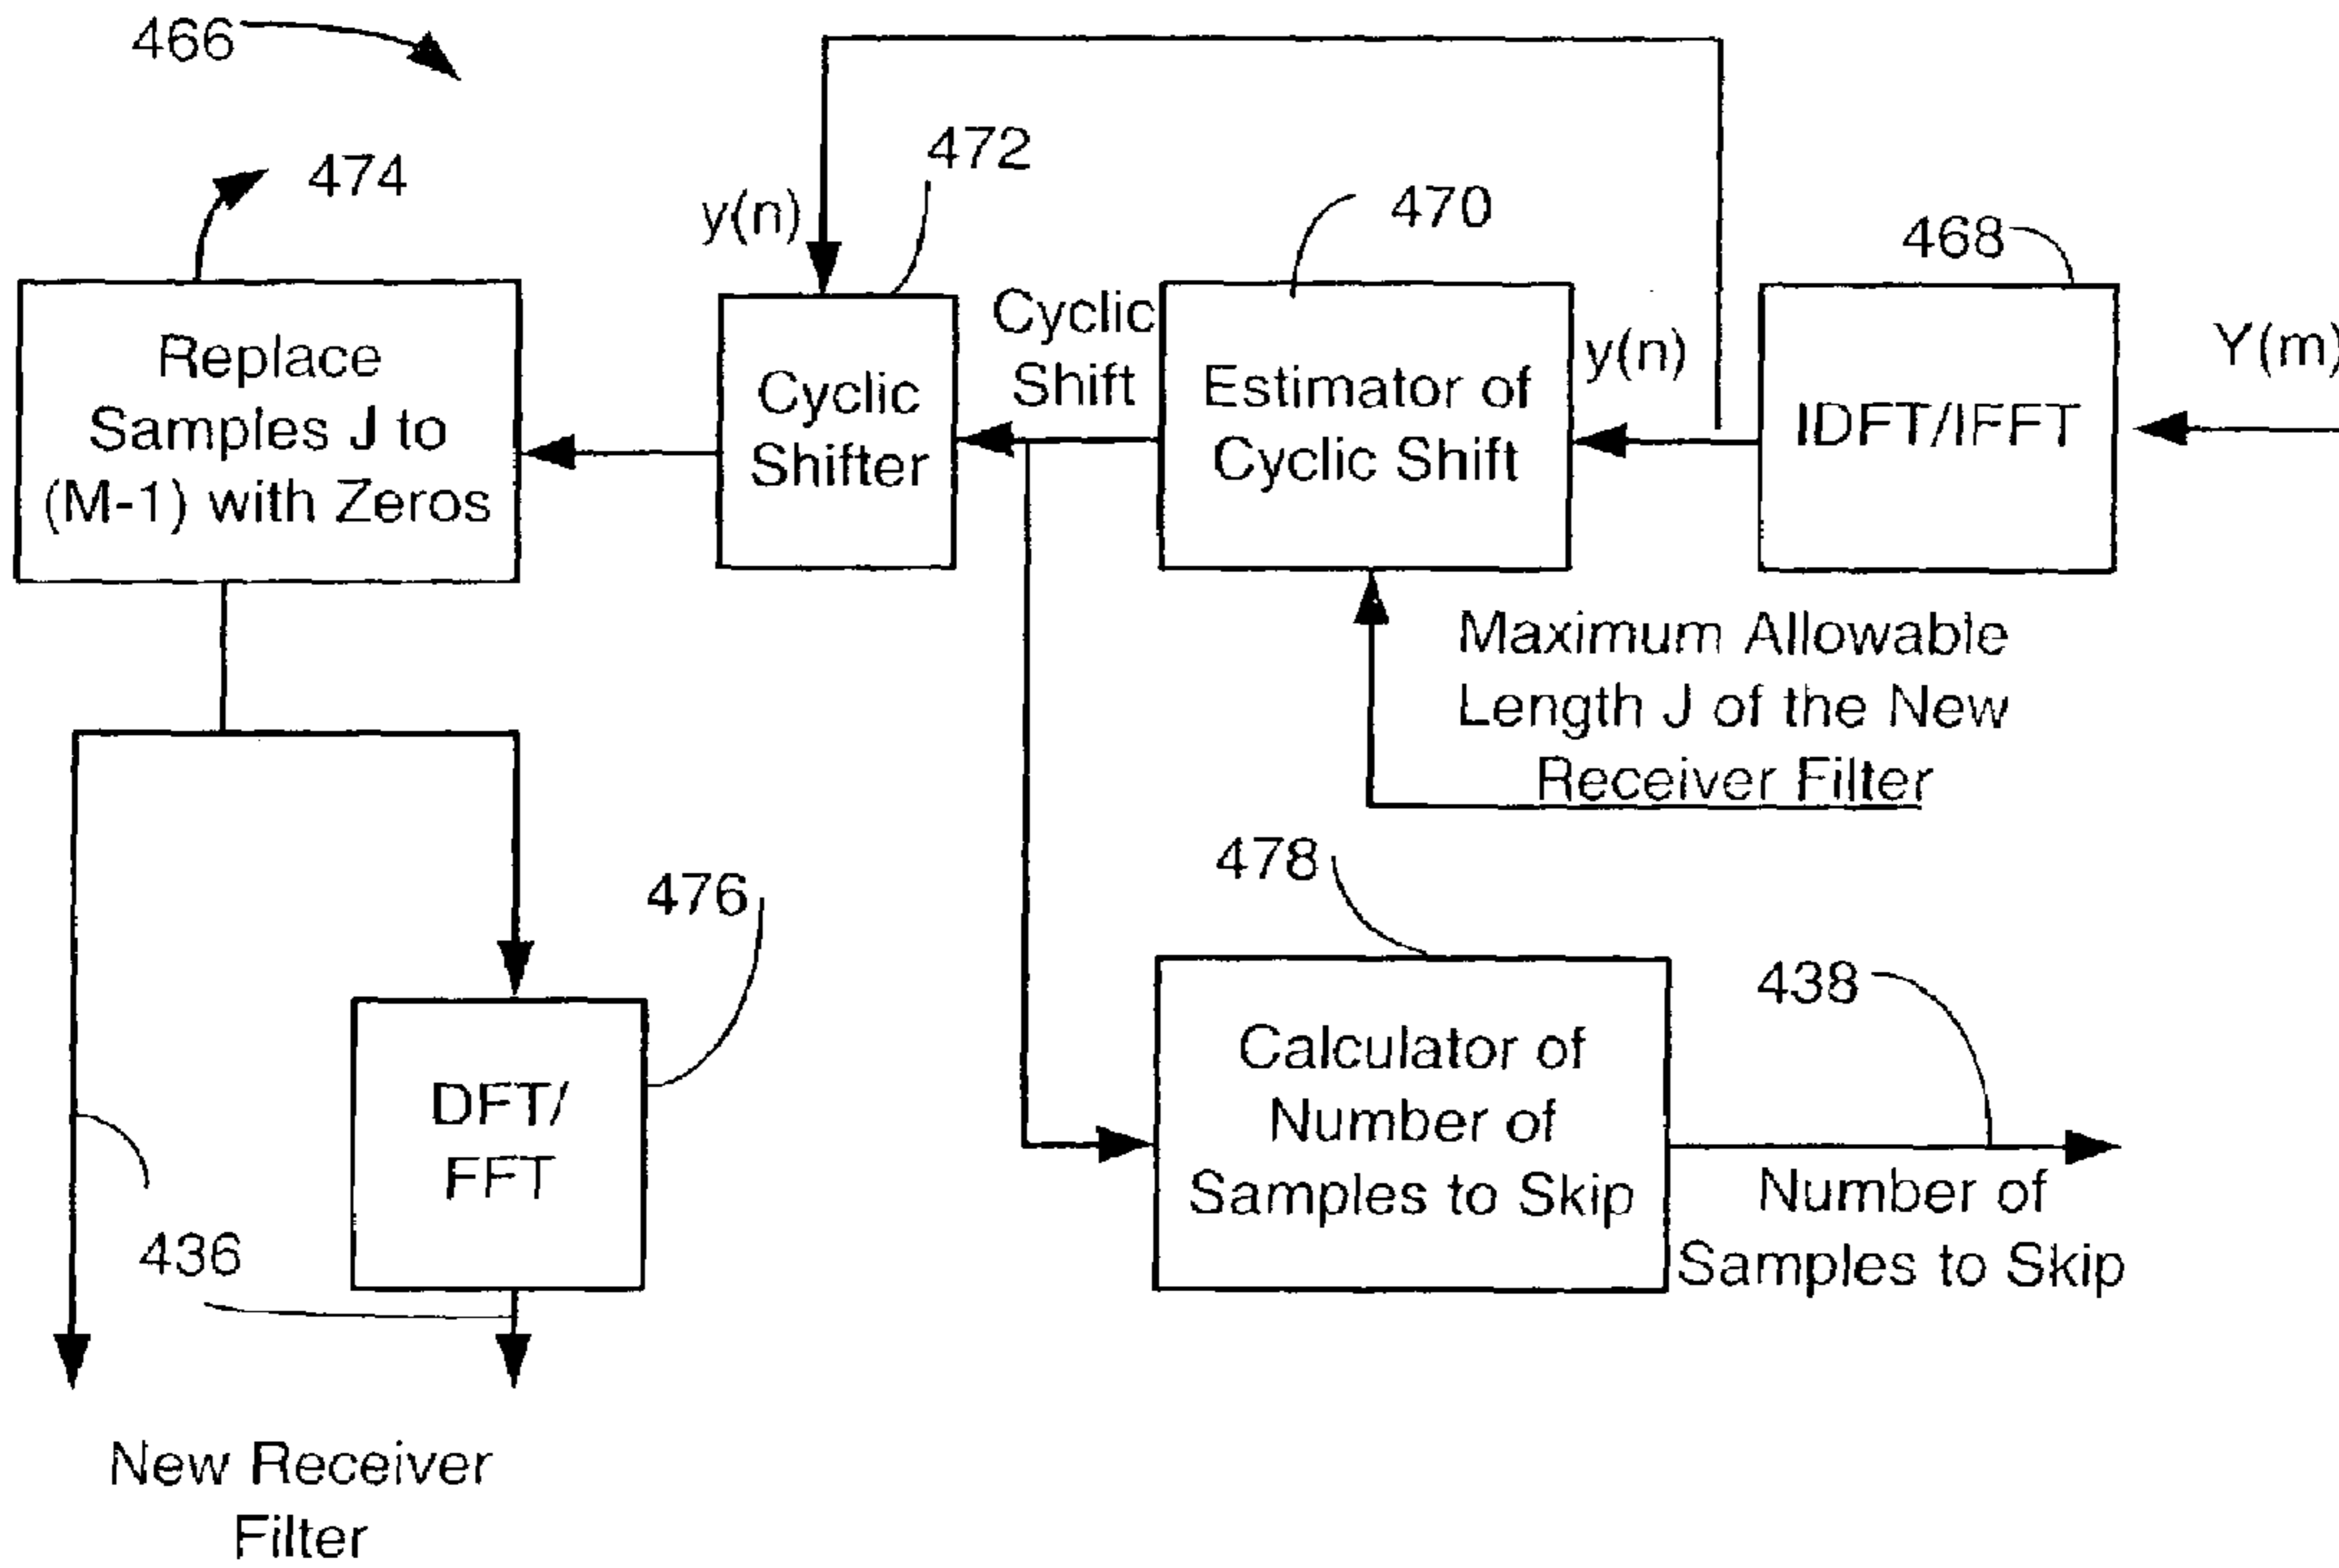 466
474
472
470
468
y(n)
Cyclic
Shift
y(n)
Y(m)
Replace
Samples J to
(M-1) with Zeros
Cyclic
Shifter
Estimator of
Cyclic Shift
IDFT/IFFT
Maximum Allowable
Length J of the New
Receiver Filter
476
478
438
DFT/
FFT
Calculator of
Number of
Samples to Skip
Number of
Samples to Skip
436
New Receiver
Filter